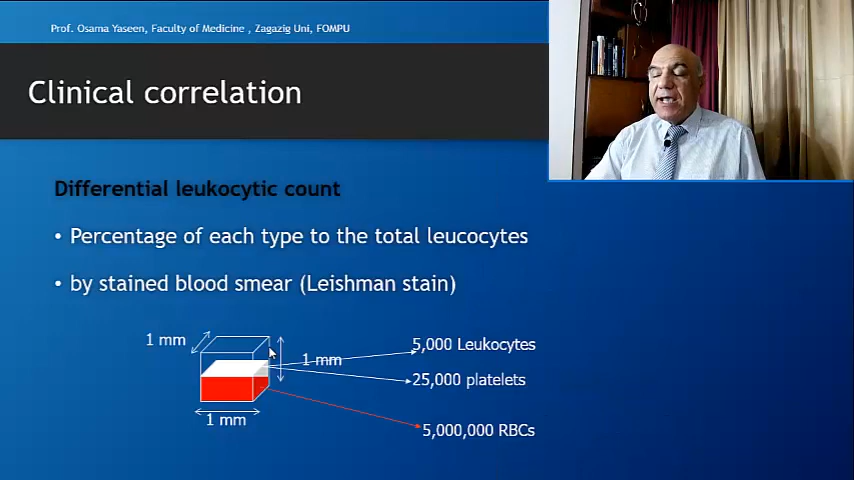 Prof. Osama Yaseen, Faculty of Medicine , Zagazig Uni, FOMPU
Clinical correlation
Differential leukocytic count
• Percentage of each type to the total leucocytes
• by stained blood smear (Leishman stain)
1 mm
1 mm
1 mm
5,000 Leukocytes
25,000 platelets
5,000,000 RBCs